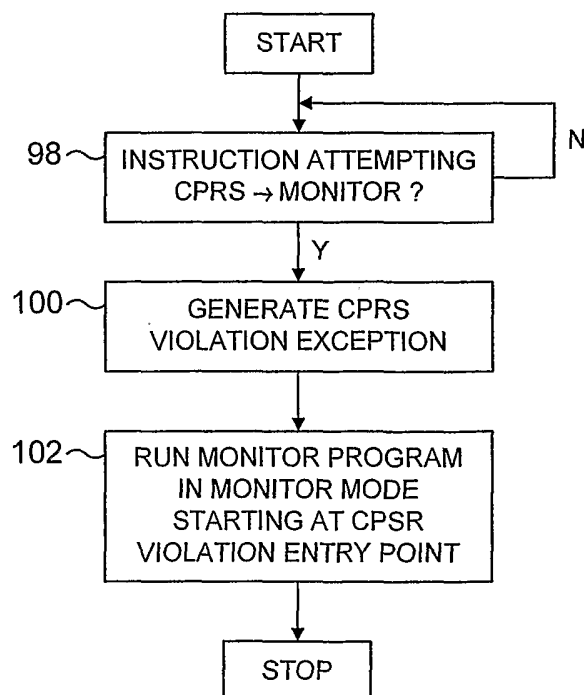 START
98
INSTRUCTION ATTEMPTING
CPRS → MONITOR ?
N
Y
100
GENERATE CPRS
VIOLATION EXCEPTION
102
RUN MONITOR PROGRAM
IN MONITOR MODE
STARTING AT CPSR
VIOLATION ENTRY POINT
STOP